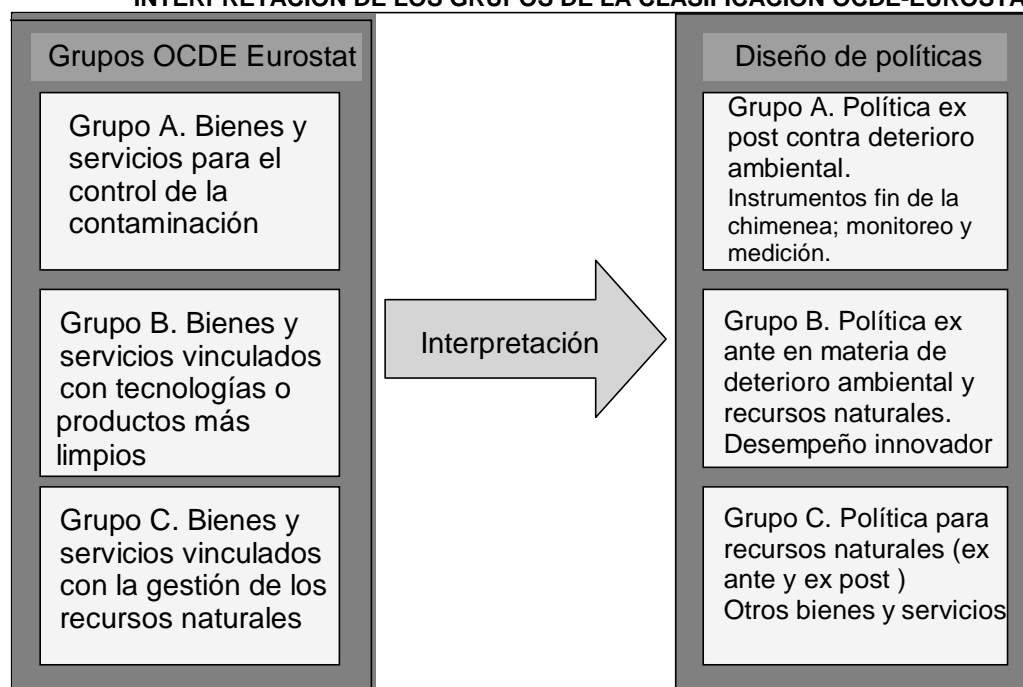 INTERPRETACIÓN DE LOS GRUPOS DE LA CLASIFICACIÓN OCDE-EUROSTA
Grupos OCDE Eurostat
Grupo A. Bienes y
servicios para el
control de la
contaminación
Grupo B. Bienes y
servicios vinculados
con tecnologías o
productos más
limpios
Grupo C. Bienes y
servicios vinculados
con la gestión de los
recursos naturales
Interpretación
Diseño de políticas
Grupo A. Política ex
post contra deterioro
ambiental.
Instrumentos fin de la
chimenea; monitoreo y
medición.
Grupo B. Política ex
ante en materia de
deterioro ambiental y
recursos naturales.
Desempeño innovador
Grupo C. Política para
recursos naturales (ex
ante y ex post )
Otros bienes y servicios